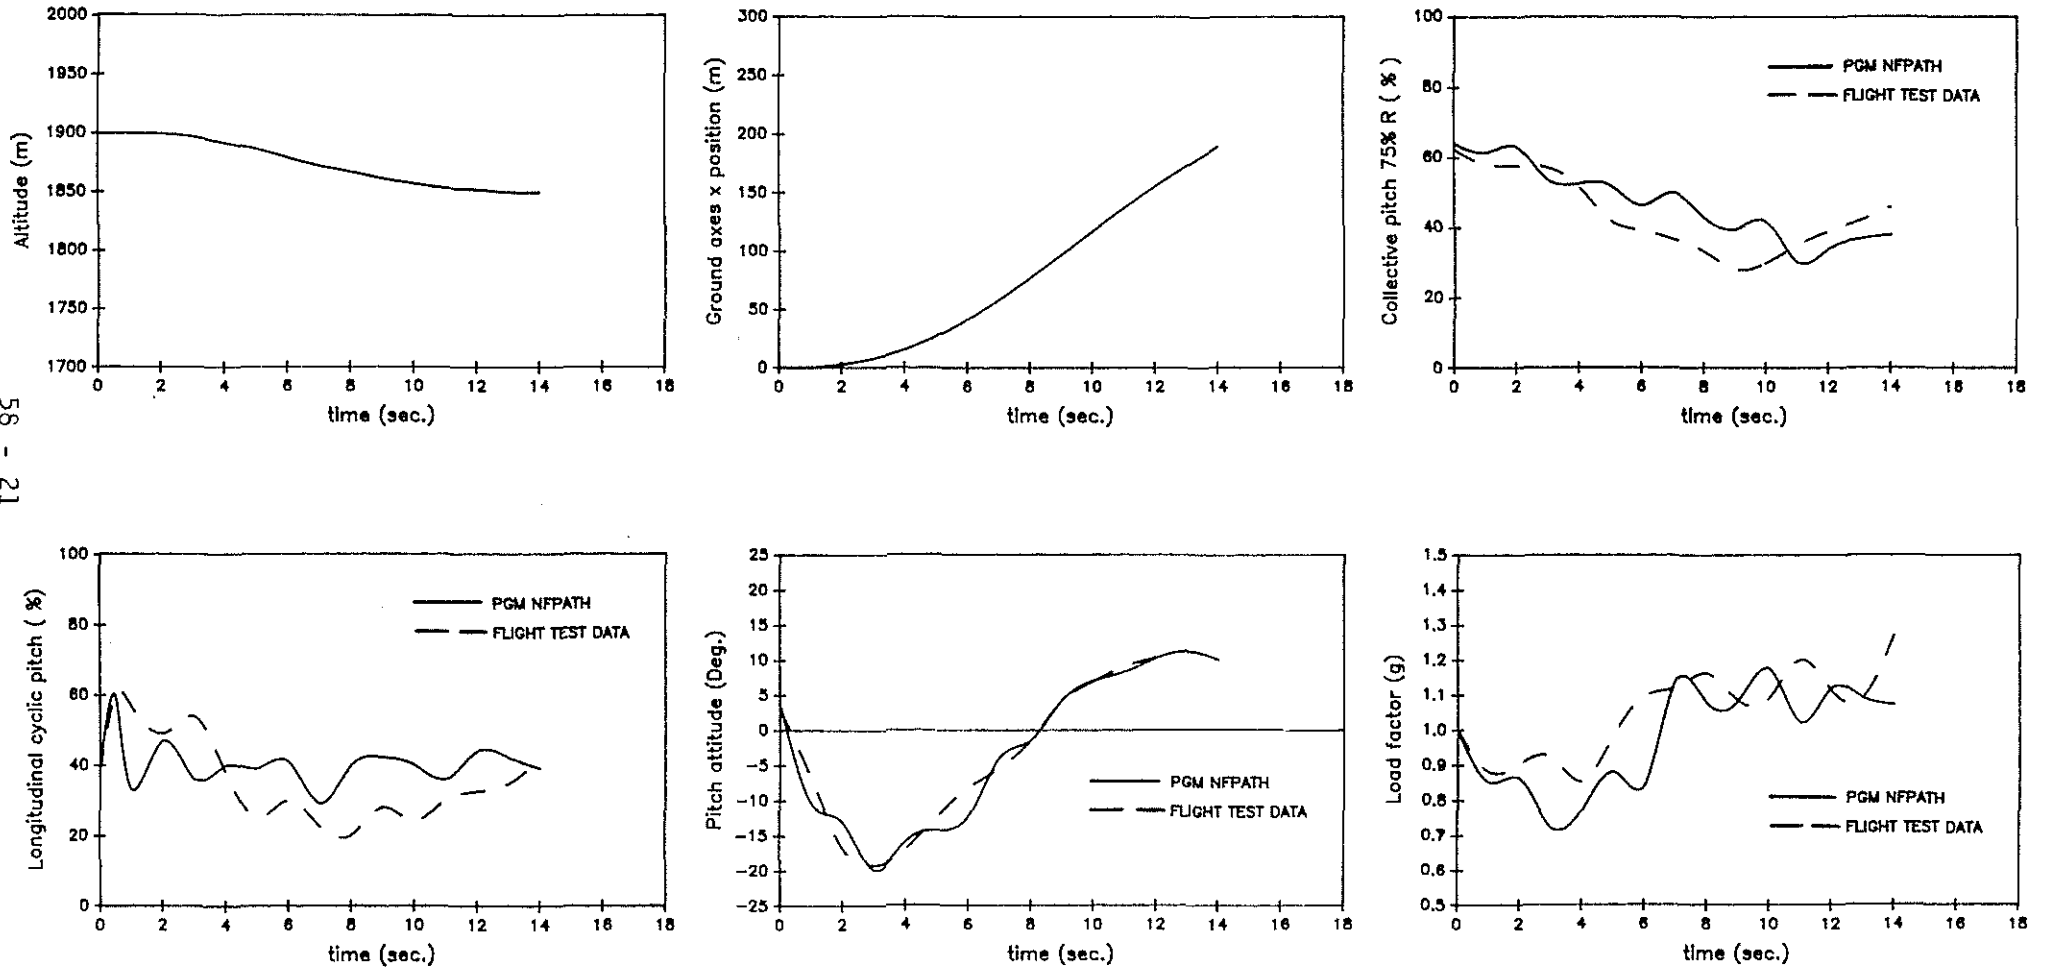 2000
1950
1900
1850
1800
1750
1700
Altitude (m)
0 2 4 6 8 10 12 14 16 18
time (sec.)
300
250
200
150
100
50
0
Ground axes x position (m)
0 2 4 6 8 10 12 14 16 18
time (sec.)
100
80
60
40
20
0
Collective pitch 75% R ( % )
PGM NFPATH
FLIGHT TEST DATA
0 2 4 6 8 10 12 14 16 18
time (sec.)
58 - 21
100
80
60
40
20
0
Longitudinal cyclic pitch ( %)
PGM NFPATH
FLIGHT TEST DATA
0 2 4 6 8 10 12 14 16 18
time (sec.)
25
20
15
10
5
0
-5
-10
-15
-20
-25
Pitch attitude (Deg.)
PGM NFPATH
FLIGHT TEST DATA
0 2 4 6 8 10 12 14 16 18
time (sec.)
1.5
1.4
1.3
1.2
1.1
1.0
0.9
0.8
0.7
0.6
0.5
Load factor (g)
PGM NFPATH
FLIGHT TEST DATA
0 2 4 6 8 10 12 14 16 18
time (sec.)